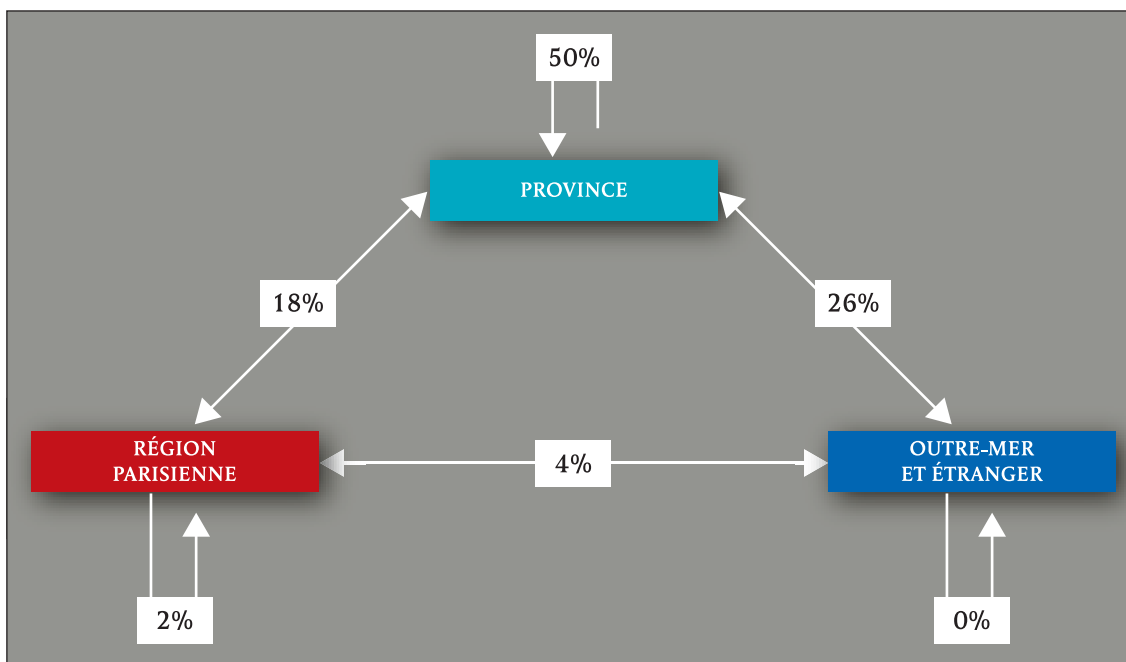 50%
PROVINCE
18%
26%
RÉGION
PARISIENNE
4%
OUTRE-MER
ET ÉTRANGER
2%
0%